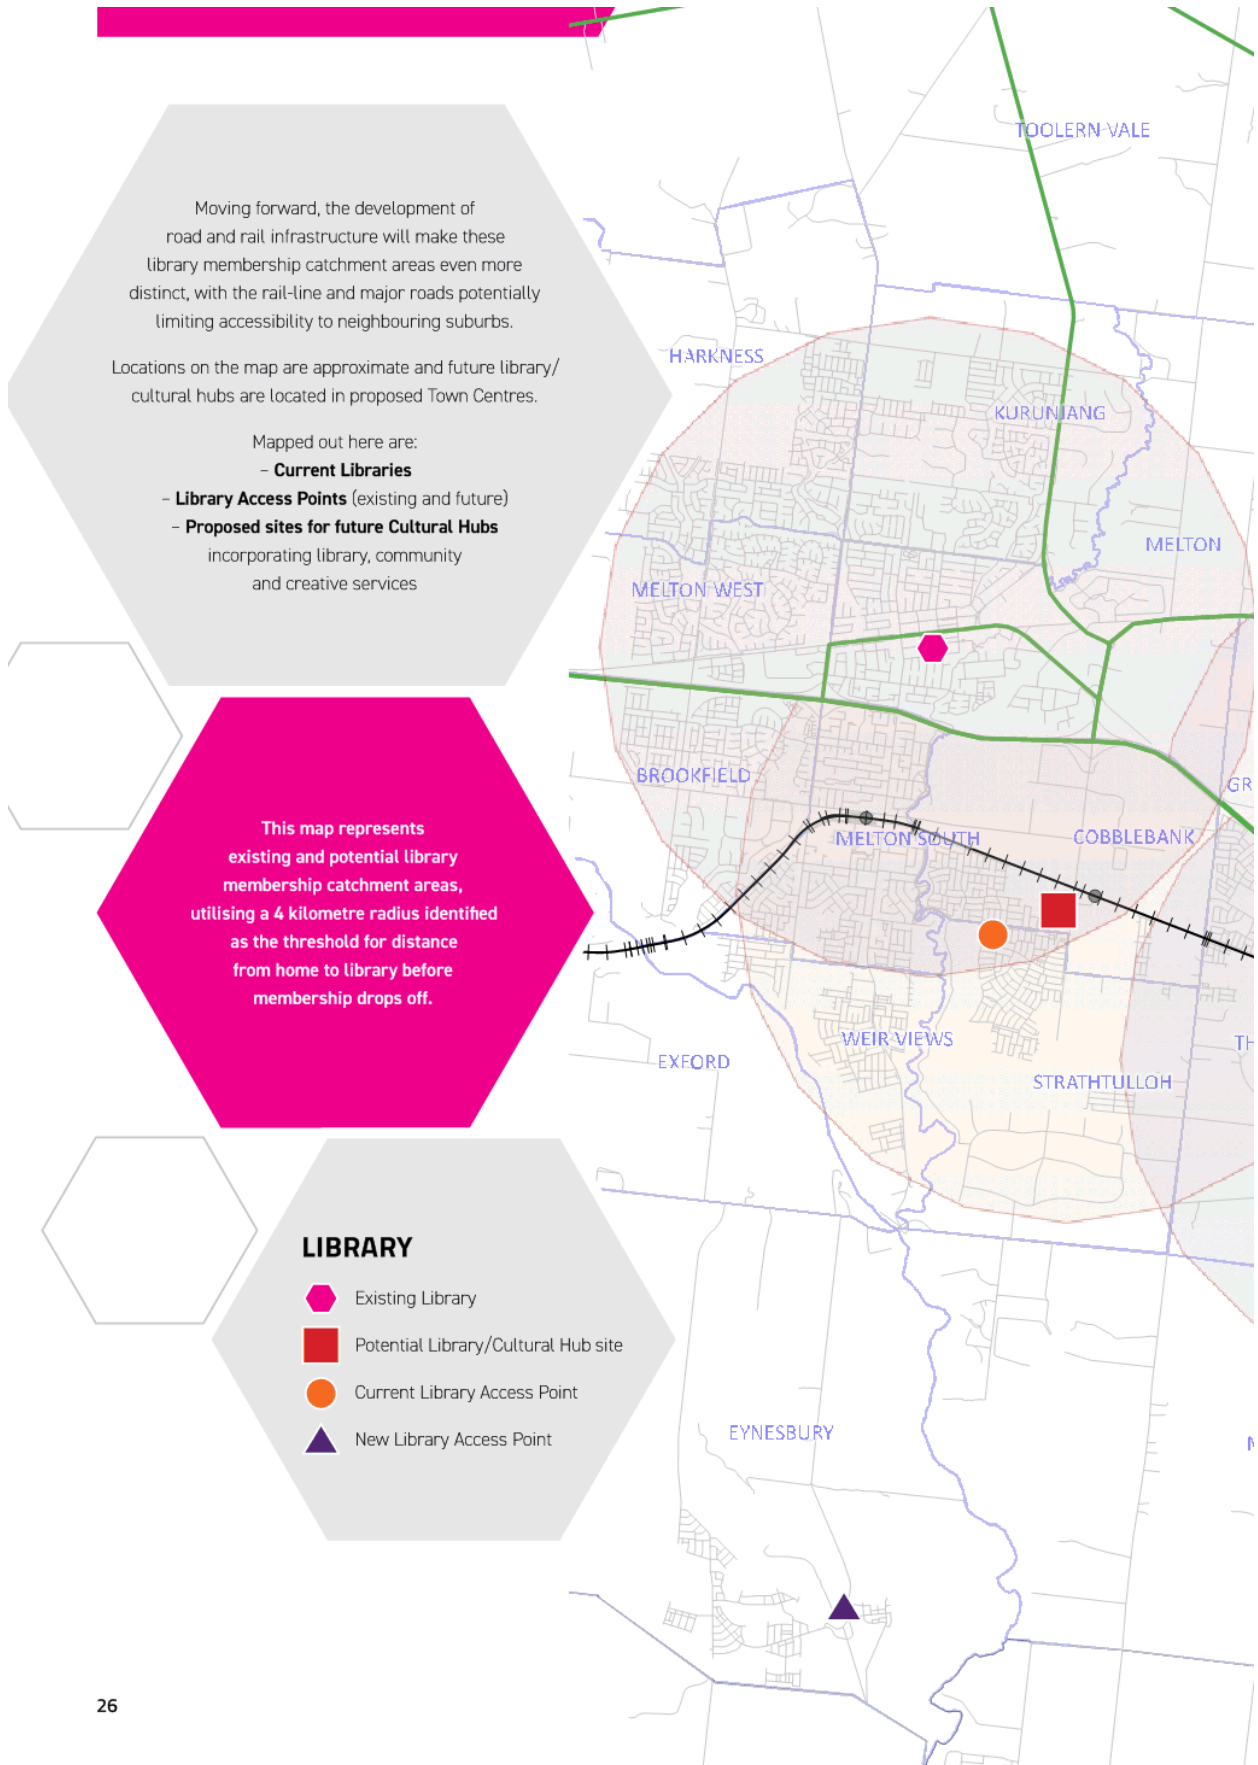 Moving forward, the development of
road and rail infrastructure will make these
library membership catchment areas even more
distinct, with the rail-line and major roads potentially
limiting accessibility to neighbouring suburbs.
Locations on the map are approximate and future library/
cultural hubs are located in proposed Town Centres.
Mapped out here are:
– Current Libraries
– Library Access Points (existing and future)
– Proposed sites for future Cultural Hubs
incorporating library, community
and creative services
This map represents
existing and potential library
membership catchment areas,
utilising a 4 kilometre radius identified
as the threshold for distance
from home to library before
membership drops off.
LIBRARY
Existing Library
Potential Library/Cultural Hub site
Current Library Access Point
New Library Access Point
26
TOOLERN VALE
HARKNESS
KURUNJANG
MELTON
MELTON WEST
BROOKFIELD
GR
MELTON SOUTH
COBBLEBANK
WEIR VIEWS
TH
EXFORD
STRATHTULLOH
EYNESBURY